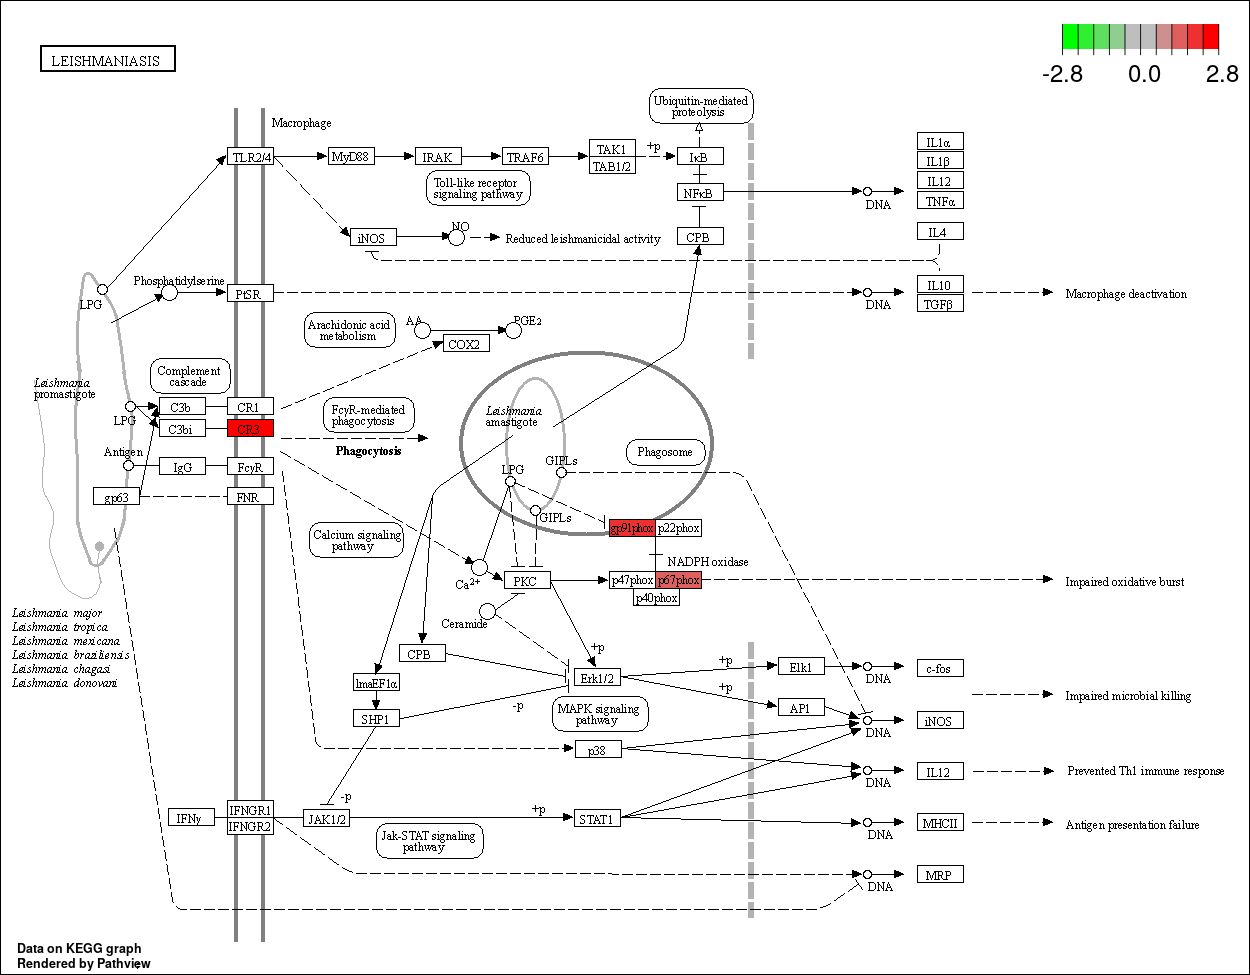 LEISHMANIASIS
-2.8 0.0 2.8
Macrophage
Ubiquitin-mediated
proteolysis
TLR2/4
MyD88
IRAK
TRAF6
TAK1
TAB1/2
+p
IκB
Toll-like receptor
signaling pathway
NFκB
DNA
IL1α
IL1β
IL12
TNFα
iNOS
NO
Reduced leishmanicidal activity
CPB
IL4
LPG
Phosphatidylserine
PtSR
DNA
IL10
TGFβ
Macrophage deactivation
Arachidonic acid
metabolism
AA
PGE2
COX2
Leishmania
promastigote
Complement
cascade
LPG
C3b
CR1
C3bi
CR3
FcγR-mediated
phagocytosis
Phagocytosis
Antigen
IgG
FcγR
gp63
FNR
Leishmania
amastigote
Phagosome
LPG
GIPLs
GIPLs
gp91phox
p22phox
NADPH oxidase
Calcium signaling
pathway
Ca2+
PKC
p47phox
p67phox
p40phox
Impaired oxidative burst
Ceramide
Leishmania major
Leishmania tropica
Leishmania mexicana
Leishmania braziliensis
Leishmania chagasi
Leishmania donovani
CPB
+p
lmaEF1α
Erk1/2
+p
Elk1
DNA
c-fos
+p
AP1
Impaired microbial killing
SHP1
-p
MAPK signaling
pathway
DNA
iNOS
p38
DNA
IL12
Prevented Th1 immune response
-p
IFNγ
IFNGR1
IFNGR2
JAK1/2
+p
STAT1
DNA
MHCII
Antigen presentation failure
Jak-STAT signaling
pathway
DNA
MRP
Data on KEGG graph
Rendered by Pathview